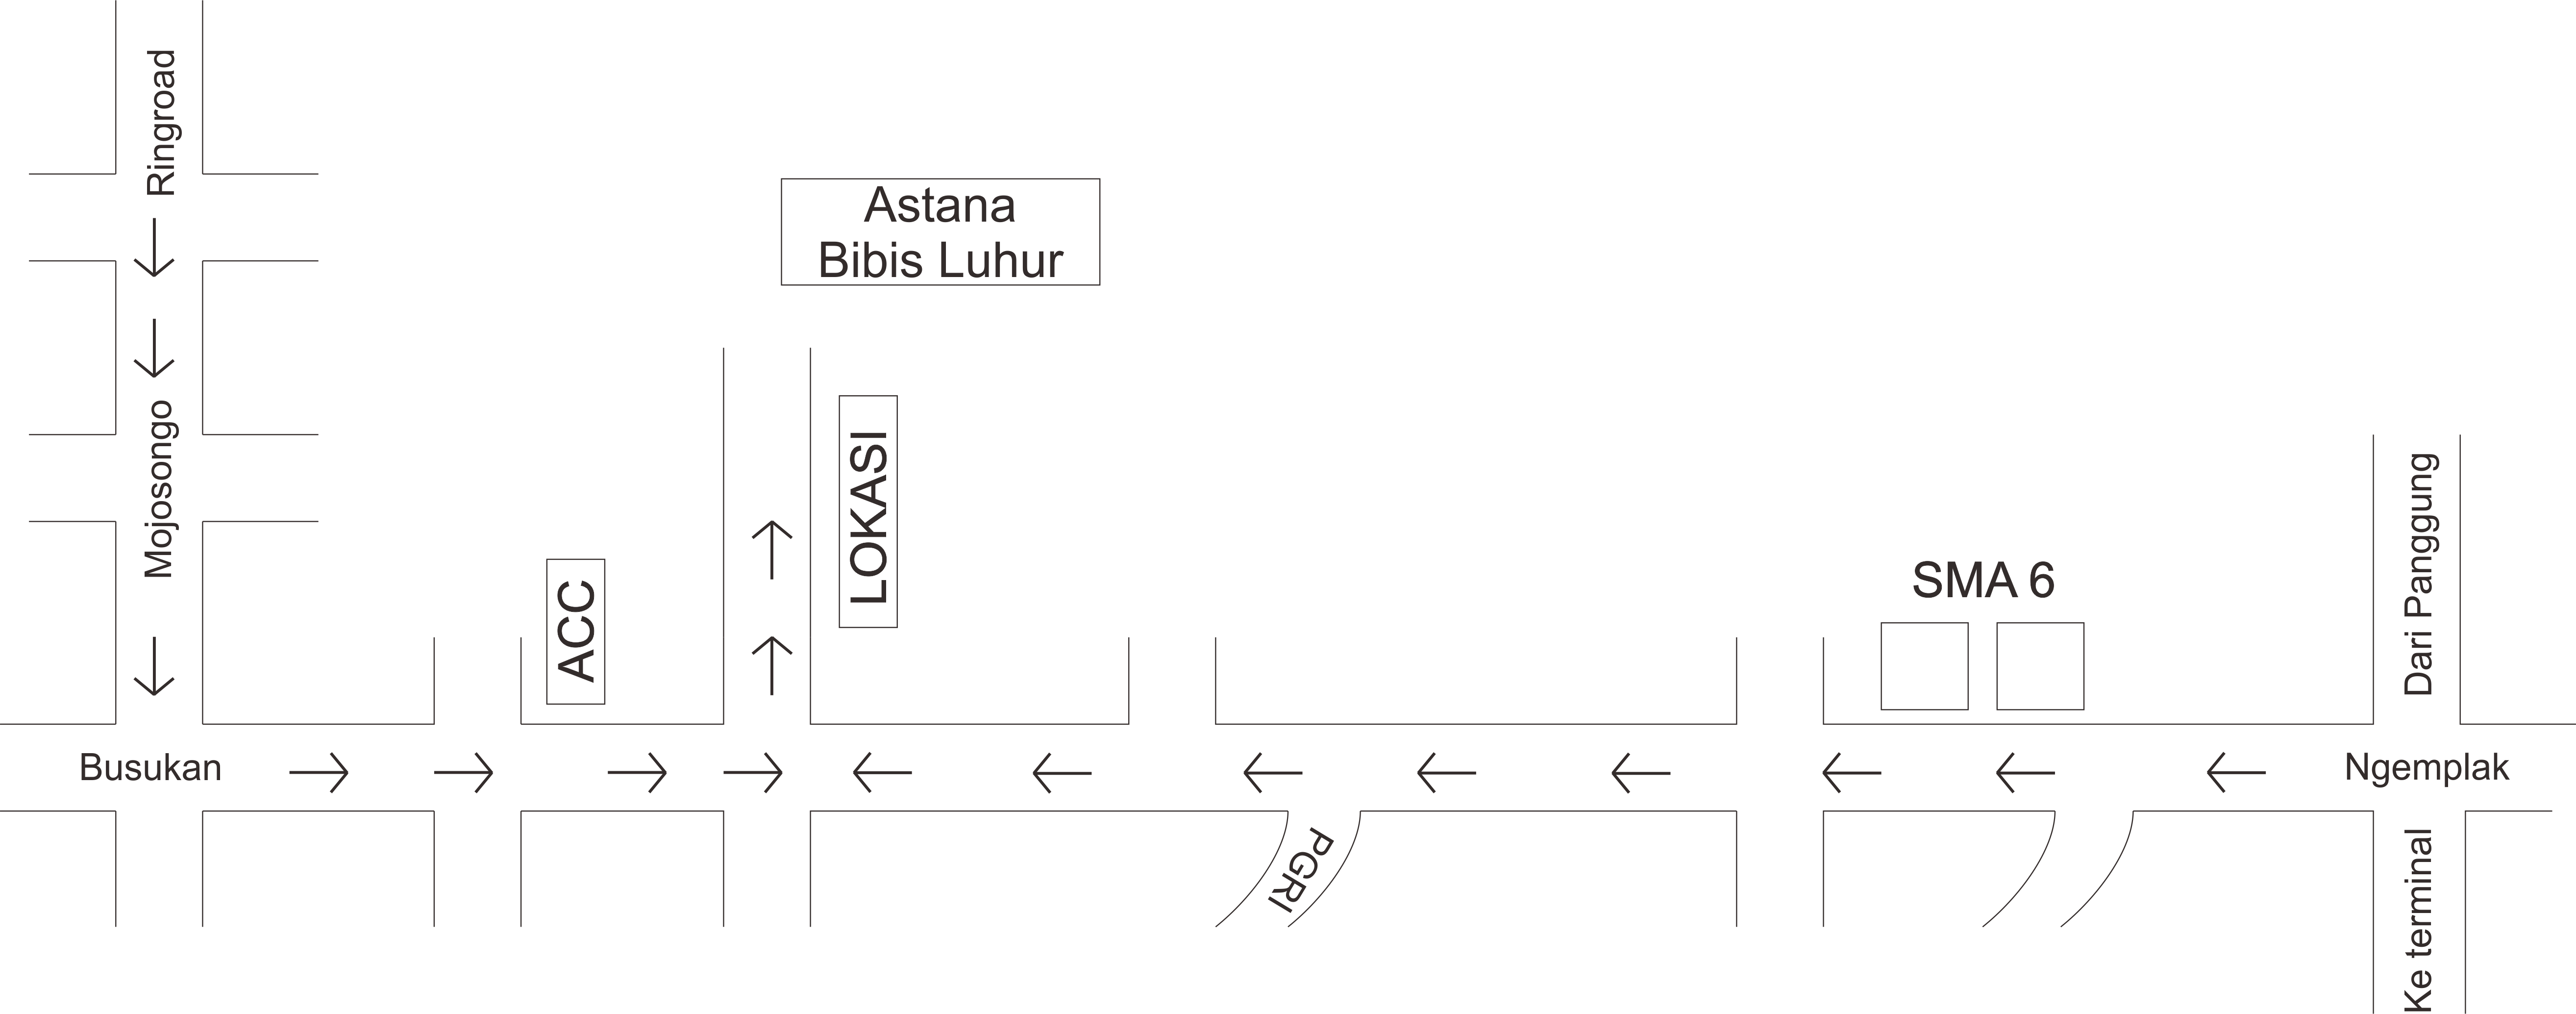 Ringroad
Astana
Bibis Luhur
Mojosongo
LOKASI
ACC
SMA 6
Dari Panggung
Busukan
Ngemplak
PGRI
Ke terminal